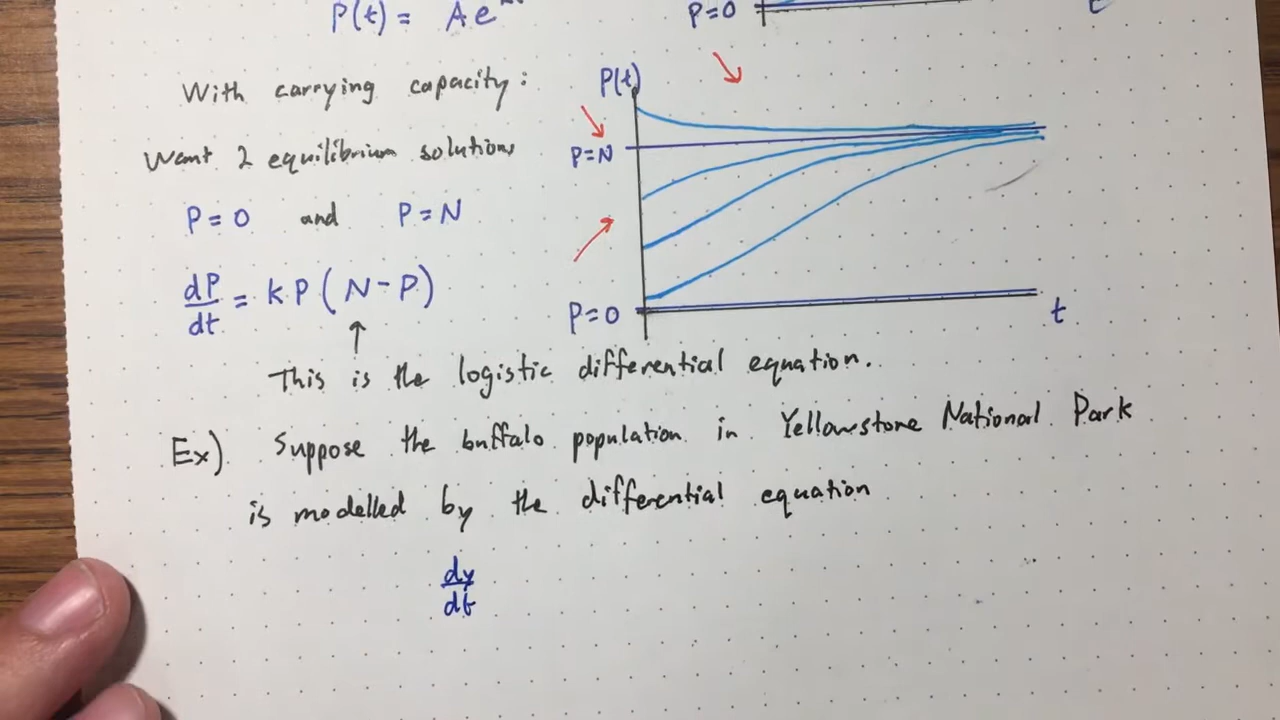 P(t) = Ae
P=0
t
With carrying capacity:
P(t)
Want 2 equilibrium solutions
P=N
P=0 and P=N
dP/dt = kP(N-P)
P=0
t
↑
This is the logistic differential equation.
Ex) Suppose the buffalo population in Yellowstone National Park
is modelled by the differential equation
dy
dt